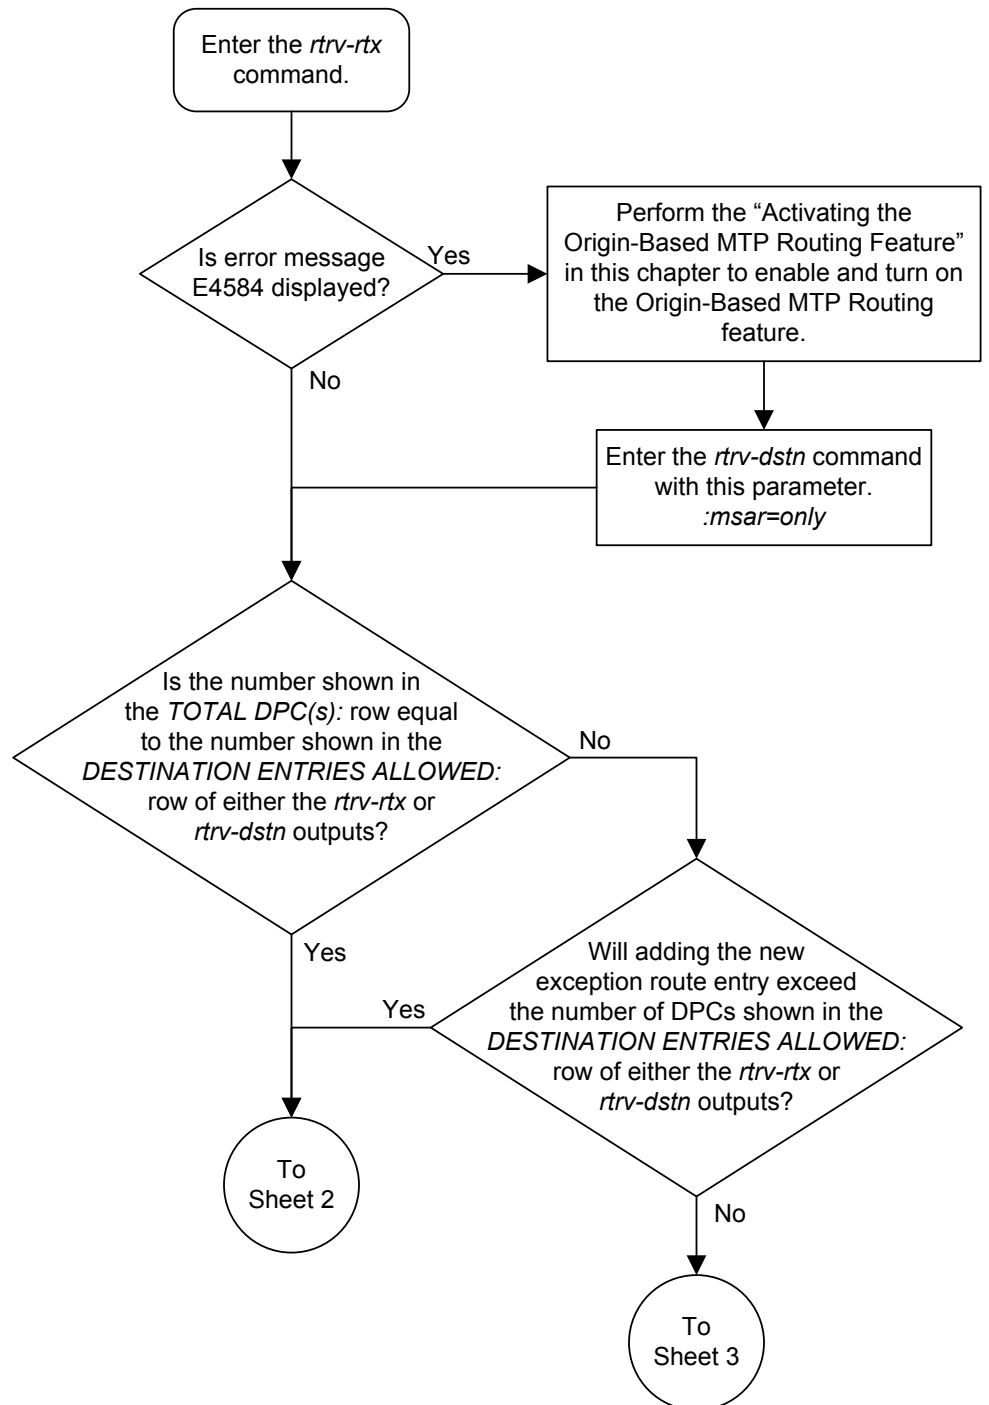 Enter the rtrv-rtx
command.
Is error message
E4584 displayed?
Yes
Perform the “Activating the
Origin-Based MTP Routing Feature”
in this chapter to enable and turn on
the Origin-Based MTP Routing
feature.
No
Enter the rtrv-dstn command
with this parameter.
:msar=only
Is the number shown in
the TOTAL DPC(s): row equal
to the number shown in the
DESTINATION ENTRIES ALLOWED:
row of either the rtrv-rtx or
rtrv-dstn outputs?
No
Yes
Will adding the new
exception route entry exceed
the number of DPCs shown in the
DESTINATION ENTRIES ALLOWED:
row of either the rtrv-rtx or
rtrv-dstn outputs?
Yes
To
Sheet 2
No
To
Sheet 3